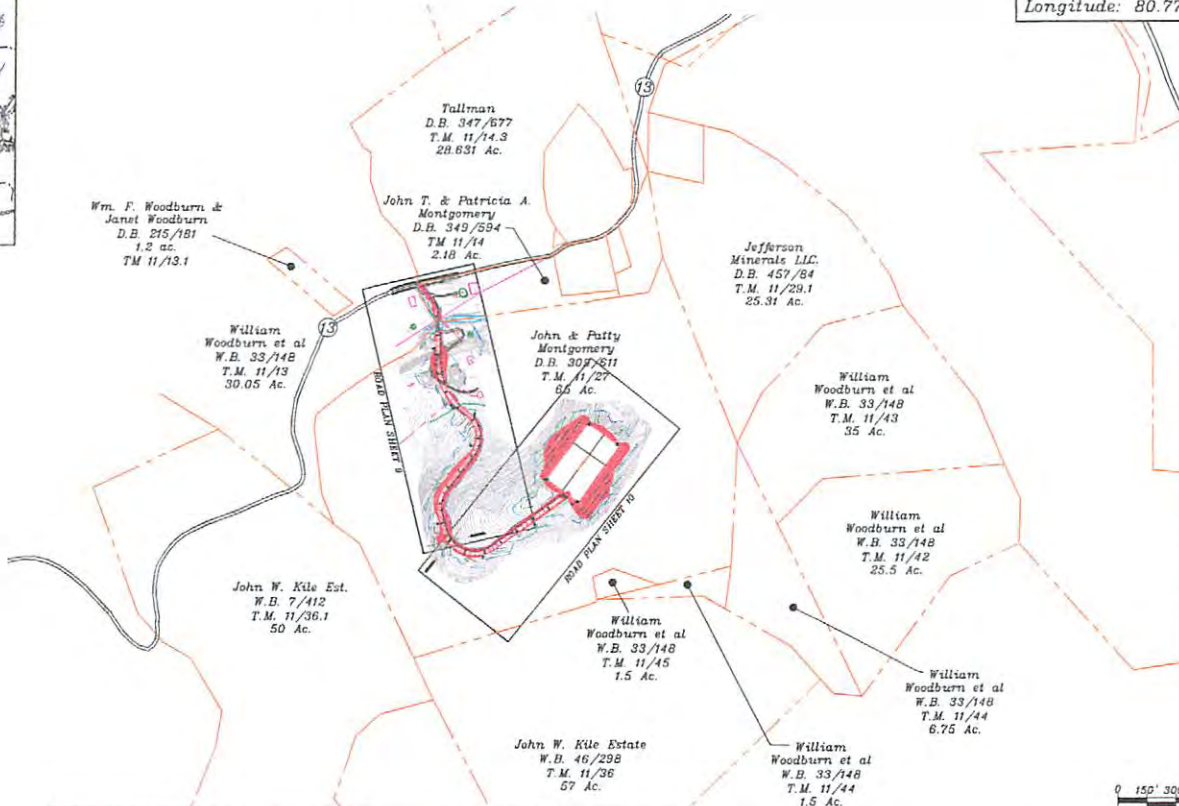 Longitude: 80.77
13
Tallman
D.B. 347/677
T.M. 11/14.3
28.631 Ac.
Wm. F. Woodburn &
Janet Woodburn
D.B. 215/181
1.2 ac.
TM 11/13.1
John T. & Patricia A.
Montgomery
D.B. 349/594
TM 11/14
2.18 Ac.
Jefferson
Minerals LLC.
D.B. 457/84
T.M. 11/29.1
25.31 Ac.
13
William
Woodburn et al
W.B. 33/148
T.M. 11/13
30.05 Ac.
John & Patty
Montgomery
D.B. 309/611
T.M. 11/27
65 Ac.
ROAD PLAN SHEET 9
William
Woodburn et al
W.B. 33/148
T.M. 11/43
35 Ac.
ROAD PLAN SHEET 10
William
Woodburn et al
W.B. 33/148
T.M. 11/42
25.5 Ac.
John W. Kile Est.
W.B. 7/412
T.M. 11/36.1
50 Ac.
William
Woodburn et al
W.B. 33/148
T.M. 11/45
1.5 Ac.
William
Woodburn et al
W.B. 33/148
T.M. 11/44
6.75 Ac.
John W. Kile Estate
W.B. 46/298
T.M. 11/36
57 Ac.
William
Woodburn et al
W.B. 33/148
T.M. 11/44
1.5 Ac.
0 150' 300